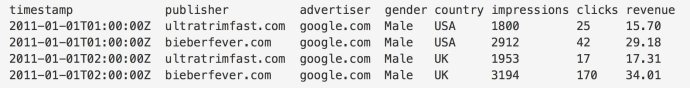 timestamp publisher advertiser gender country impressions clicks revenue
2011-01-01T01:00:00Z ultratrimfast.com google.com Male USA 1800 25 15.70
2011-01-01T01:00:00Z bieberfever.com google.com Male USA 2912 42 29.18
2011-01-01T02:00:00Z ultratrimfast.com google.com Male UK 1953 17 17.31
2011-01-01T02:00:00Z bieberfever.com google.com Male UK 3194 170 34.01